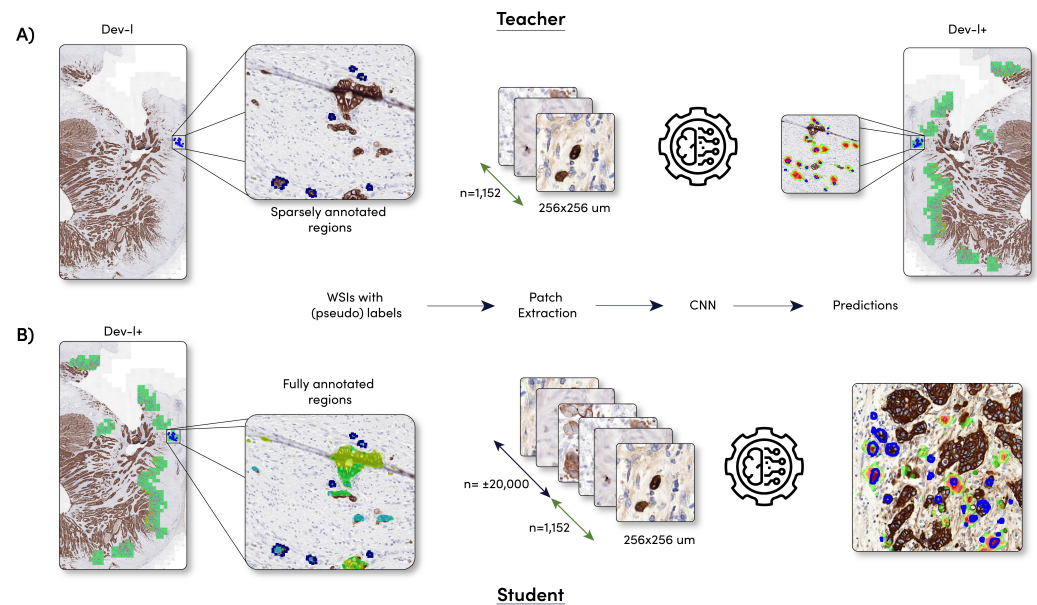 Teacher
A)
Dev-I
Dev-I+
n=1,152
256x256 um
Sparsely annotated
regions
WSIs with
(pseudo) labels
Patch
Extraction
CNN
Predictions
B)
Dev-I+
Fully annotated
regions
n= ±20,000
n=1,152
256x256 um
Student